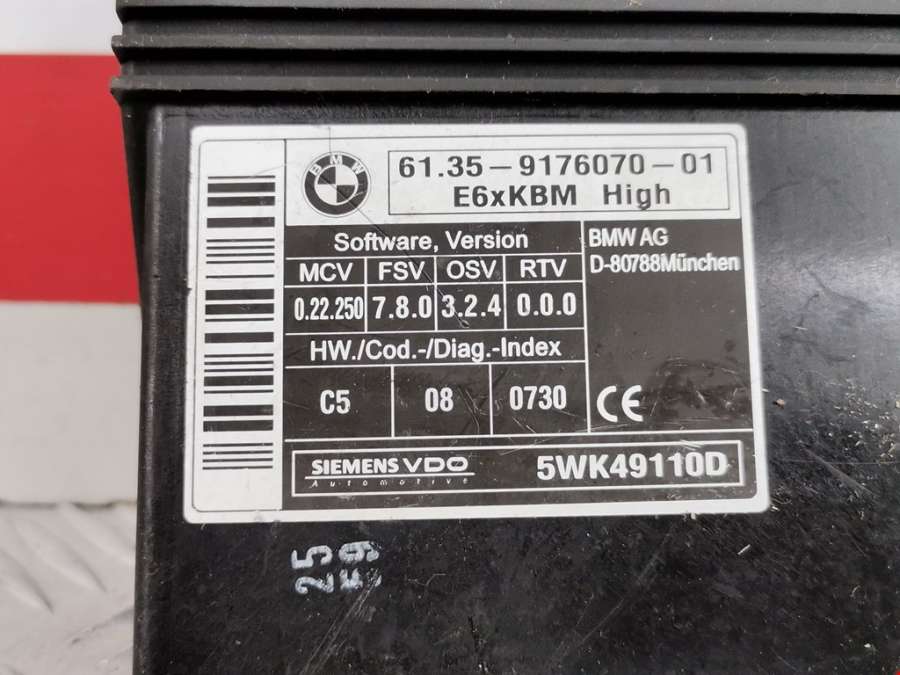 BMW
61.35-9176070-01
E6xKBM High
Software, Version
MCV FSV OSV RTV
0.22.250 7.8.0 3.2.4 0.0.0
HW./Cod.-/Diag.-Index
C5 08 0730
BMW AG
D-80788München
CE
SIEMENS VDO
Automotive
5WK49110D
25